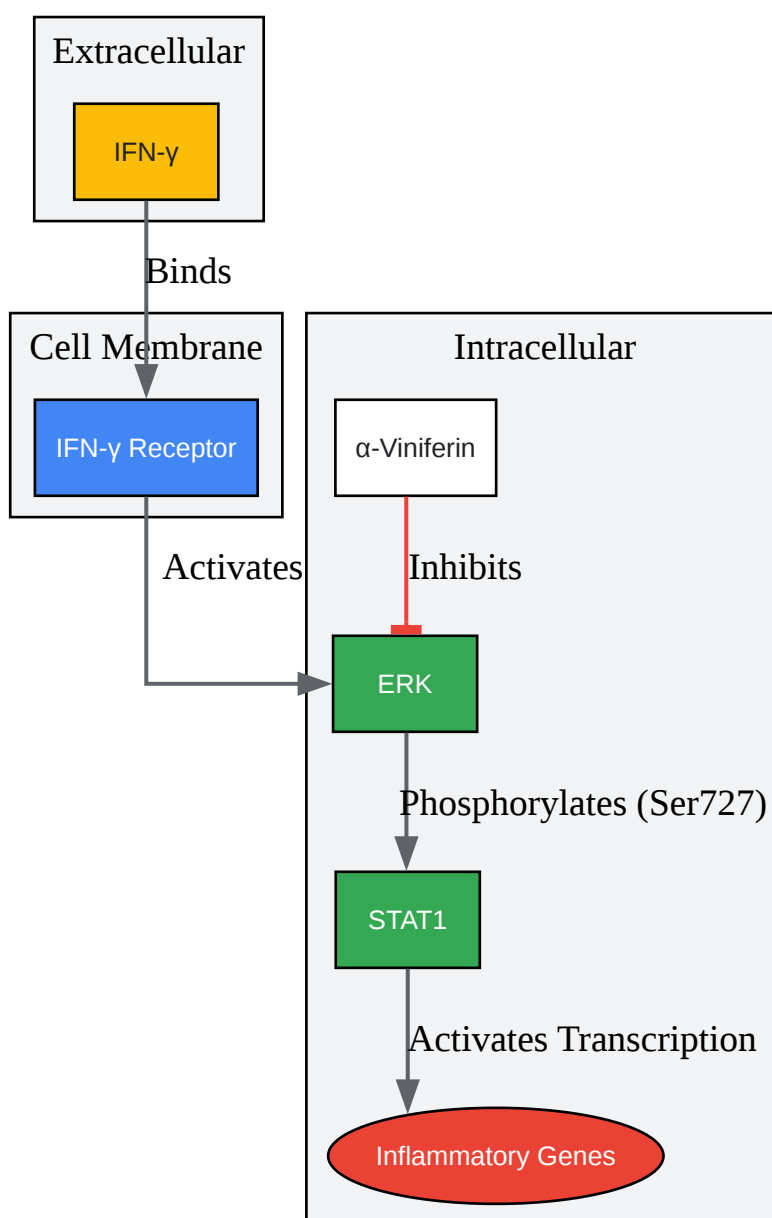 Extracellular
IFN-γ
Binds
Cell Membrane
IFN-γ Receptor
Activates
Intracellular
α-Viniferin
Inhibits
ERK
Phosphorylates (Ser727)
STAT1
Activates Transcription
Inflammatory Genes